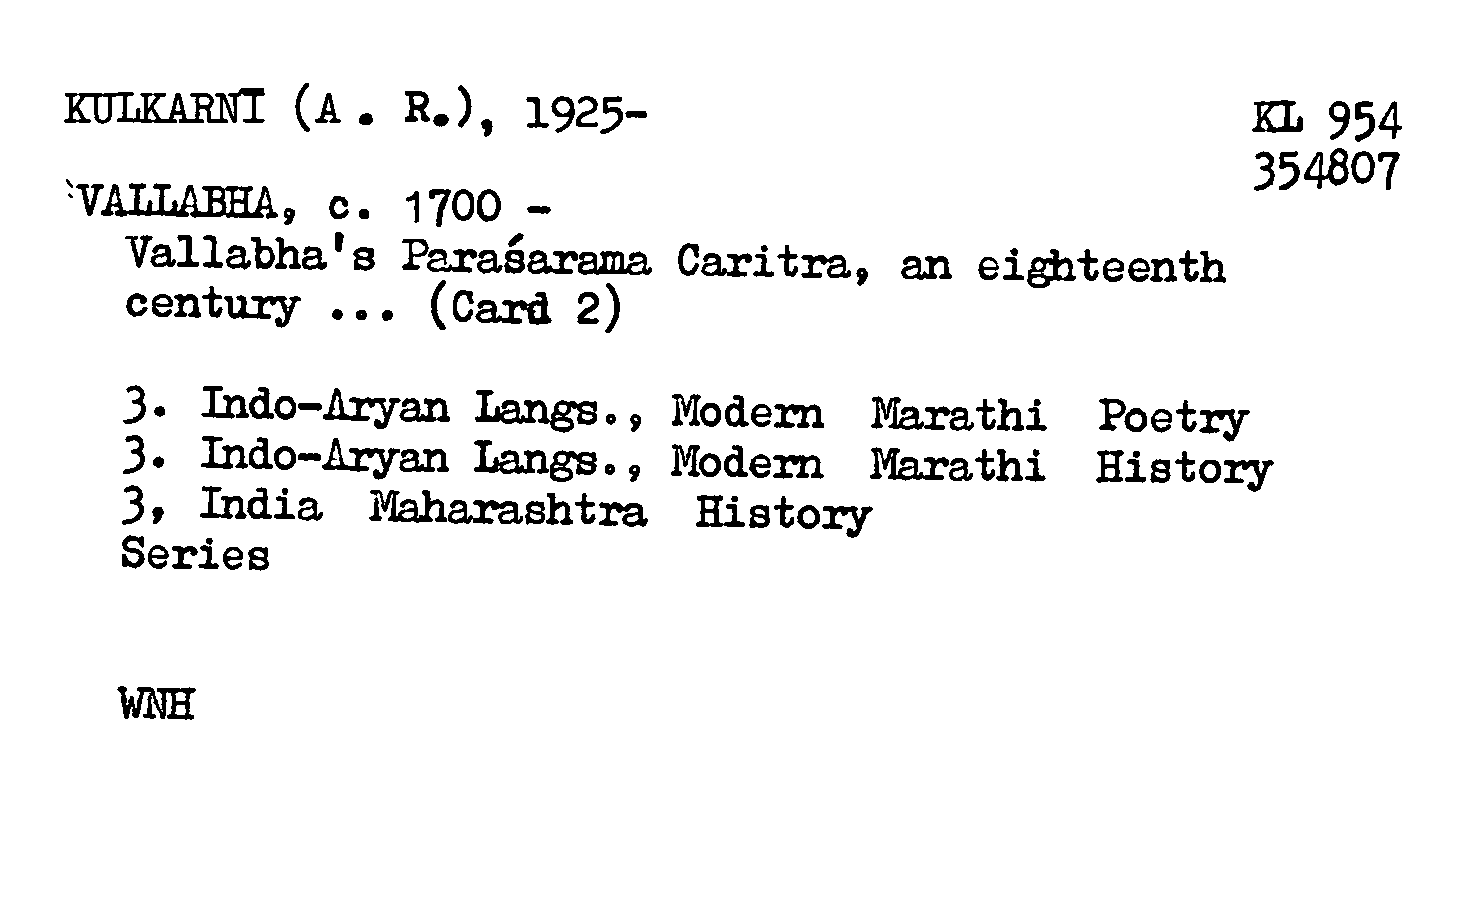 KULKARNI (A. R.), 1925-
KL 954
354807
VALLABHA, c. 1700 -
Vallabha's Paraśarama Caritra, an eighteenth
century ... (Card 2)
3. Indo-Aryan Langs., Modern Marathi Poetry
3. Indo-Aryan Langs., Modern Marathi History
3, India Maharashtra History
Series
WNH